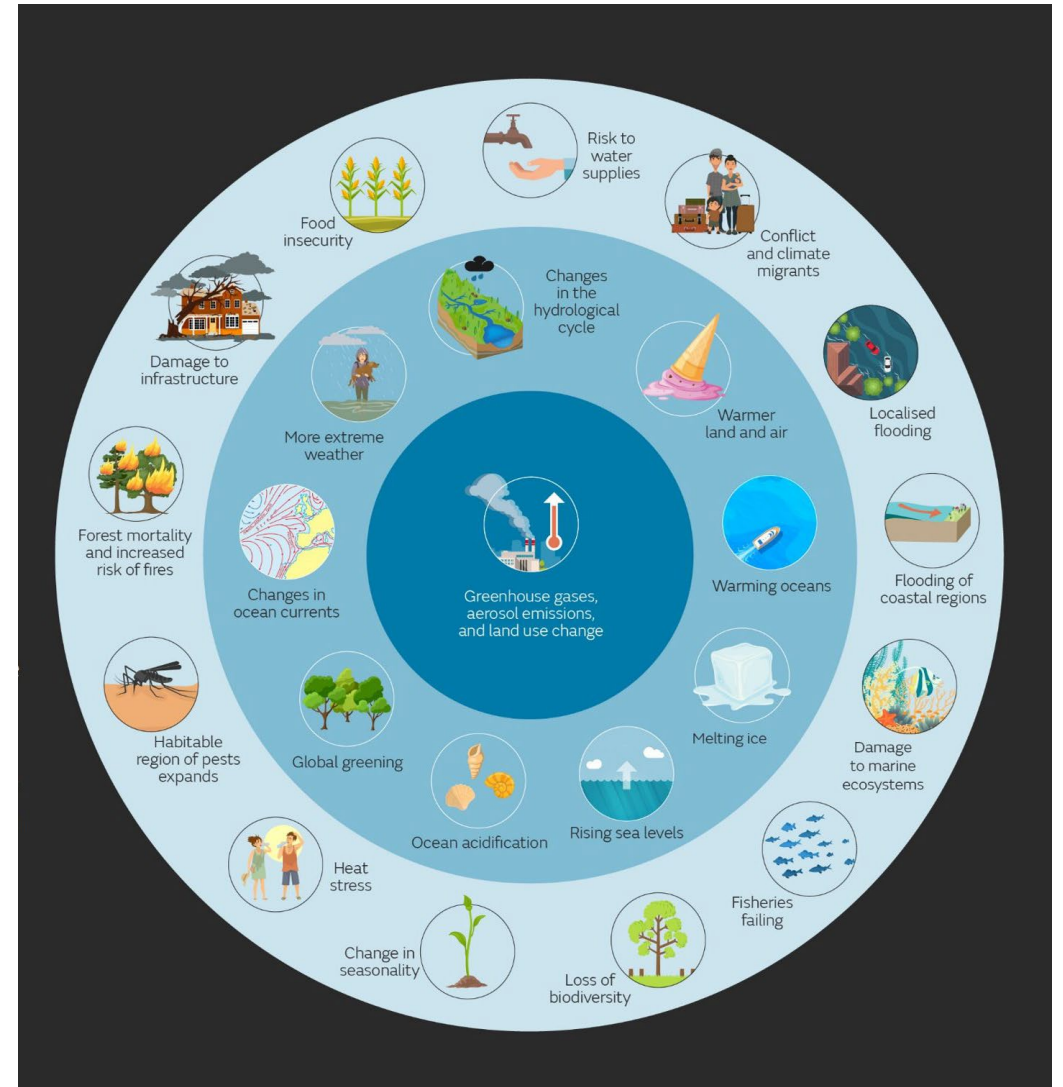 Risk to
water
supplies
Conflict
and climate
migrants
Localised
flooding
Flooding of
coastal regions
Damage
to marine
ecosystems
Fisheries
failing
Loss of
biodiversity
Change in
seasonality
Heat
stress
Habitable
region of pests
expands
Forest mortality
and increased
risk of fires
Damage to
infrastructure
Food
insecurity
Changes
in the
hydrological
cycle
Warmer
land and air
Warming oceans
Melting ice
Rising sea levels
Ocean acidification
Global greening
Changes in
ocean currents
More extreme
weather
Greenhouse gases,
aerosol emissions,
and land use change